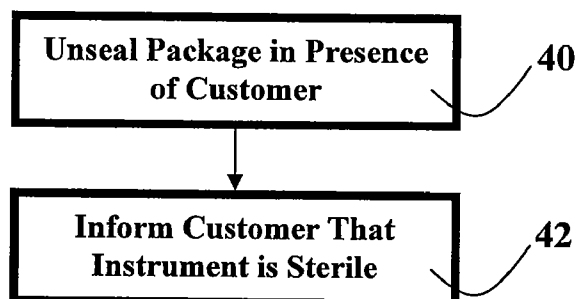 Unseal Package in Presence
of Customer
40
Inform Customer That
Instrument is Sterile
42